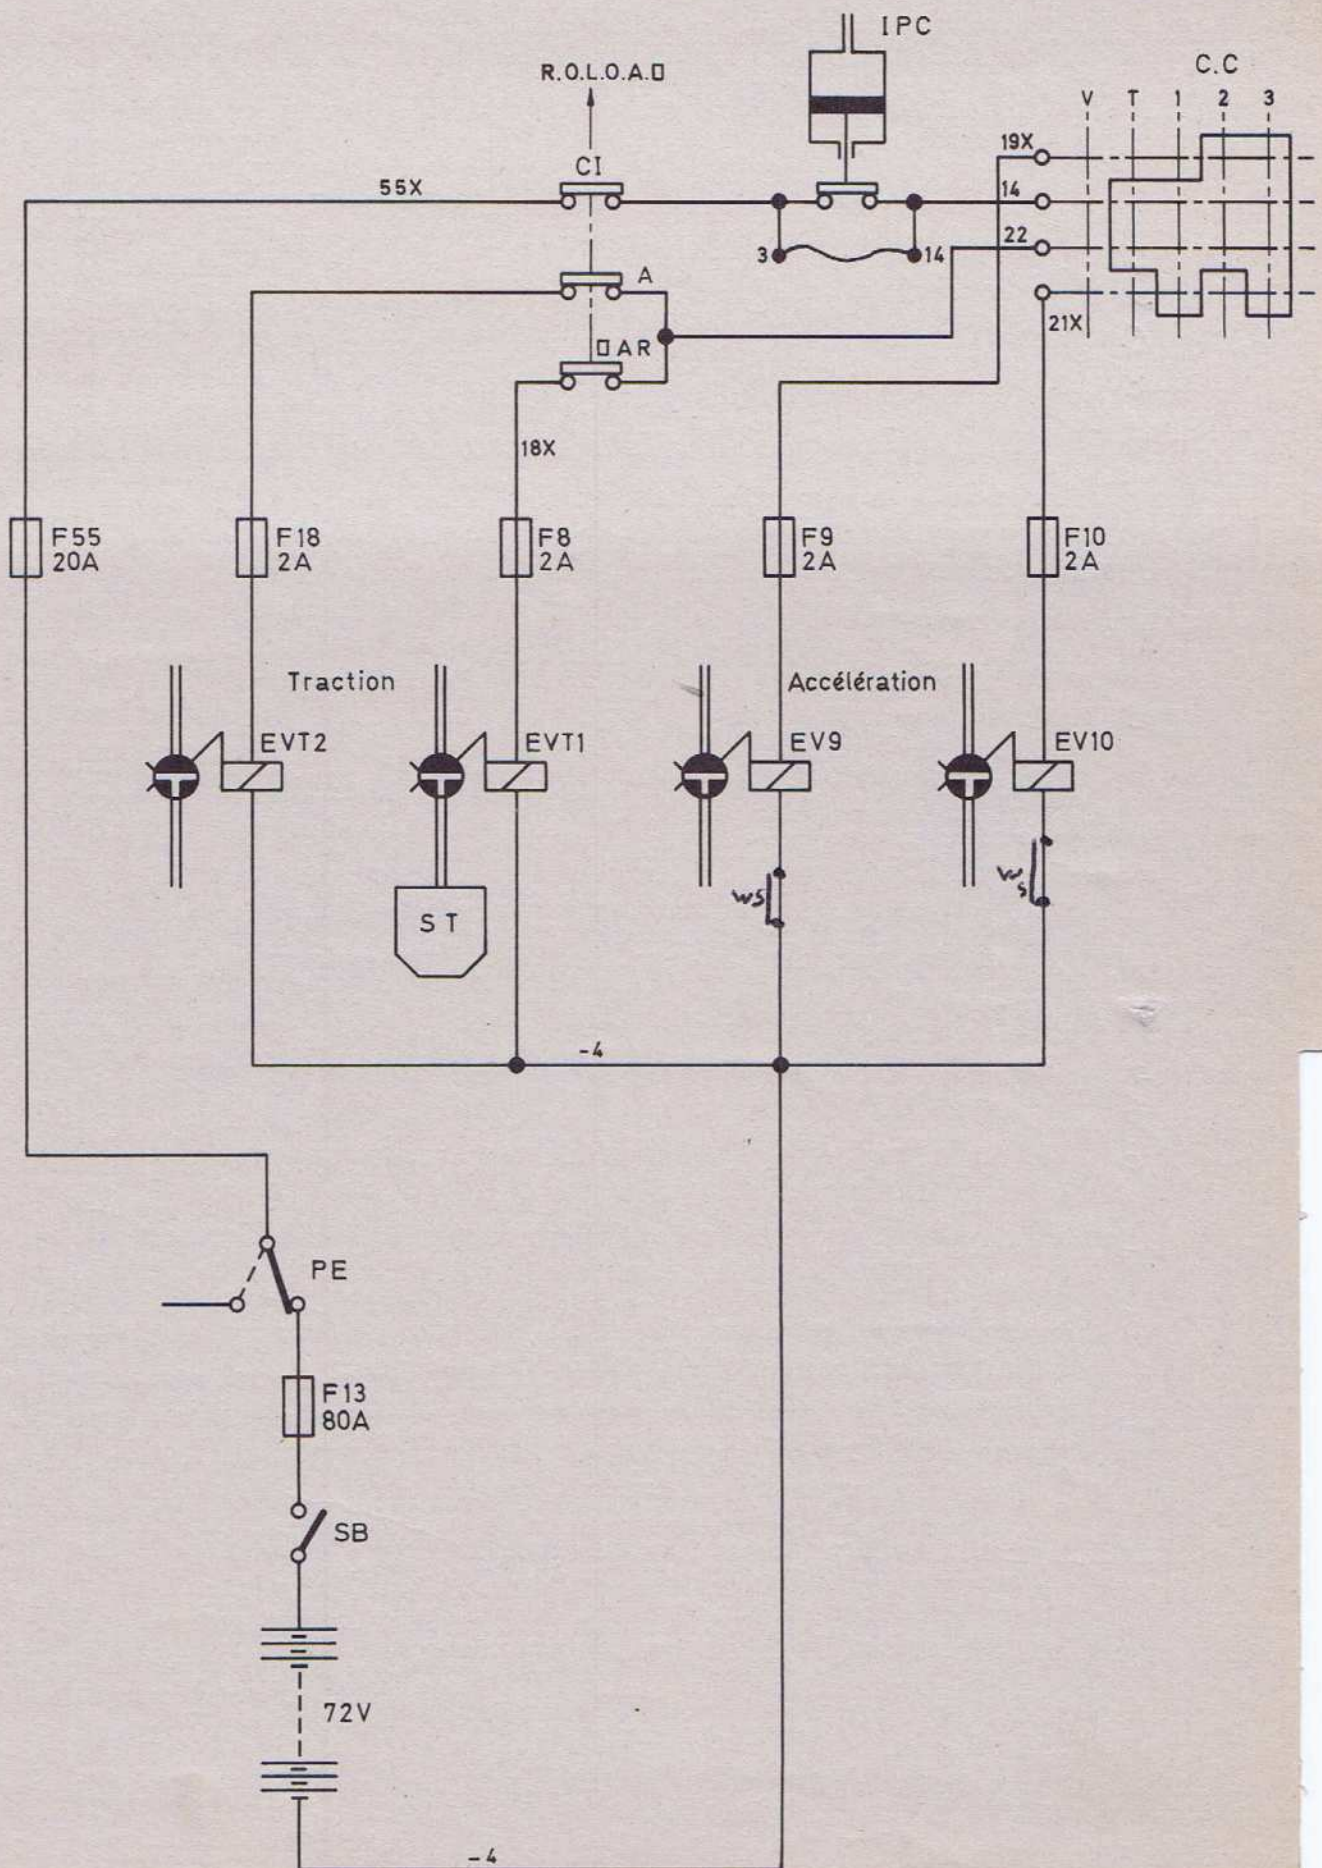 IPC
C.C
R.O.L.O.A.D
V T 1 2 3
CI
19X
55X
14
22
3
14
A
21X
DAR
18X
F55
20A
F18
2A
F8
2A
F9
2A
F10
2A
Traction
Accélération
EVT2
EVT1
EV9
EV10
WS
WS
ST
-4
PE
F13
80A
SB
72V
-4